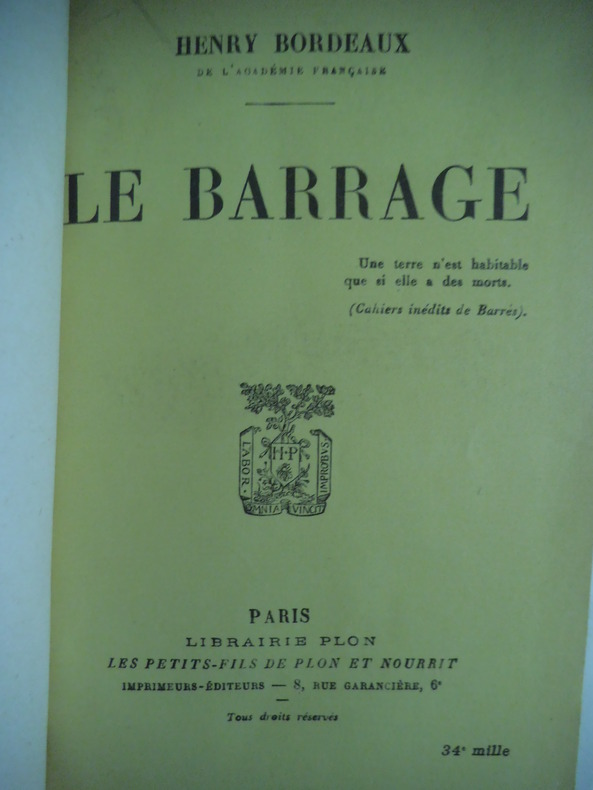 HENRY BORDEAUX
DE L'ACADÉMIE FRANÇAISE
LE BARRAGE
Une terre n'est habitable
que si elle a des morts.
(Cahiers inédits de Barrès).
LABOR
H·P
IMPROBVS
OMNIA VINCIT
PARIS
LIBRAIRIE PLON
LES PETITS-FILS DE PLON ET NOURRIT
IMPRIMEURS-ÉDITEURS — 8, RUE GARANCIÈRE, 6e
Tous droits réservés
34e mille